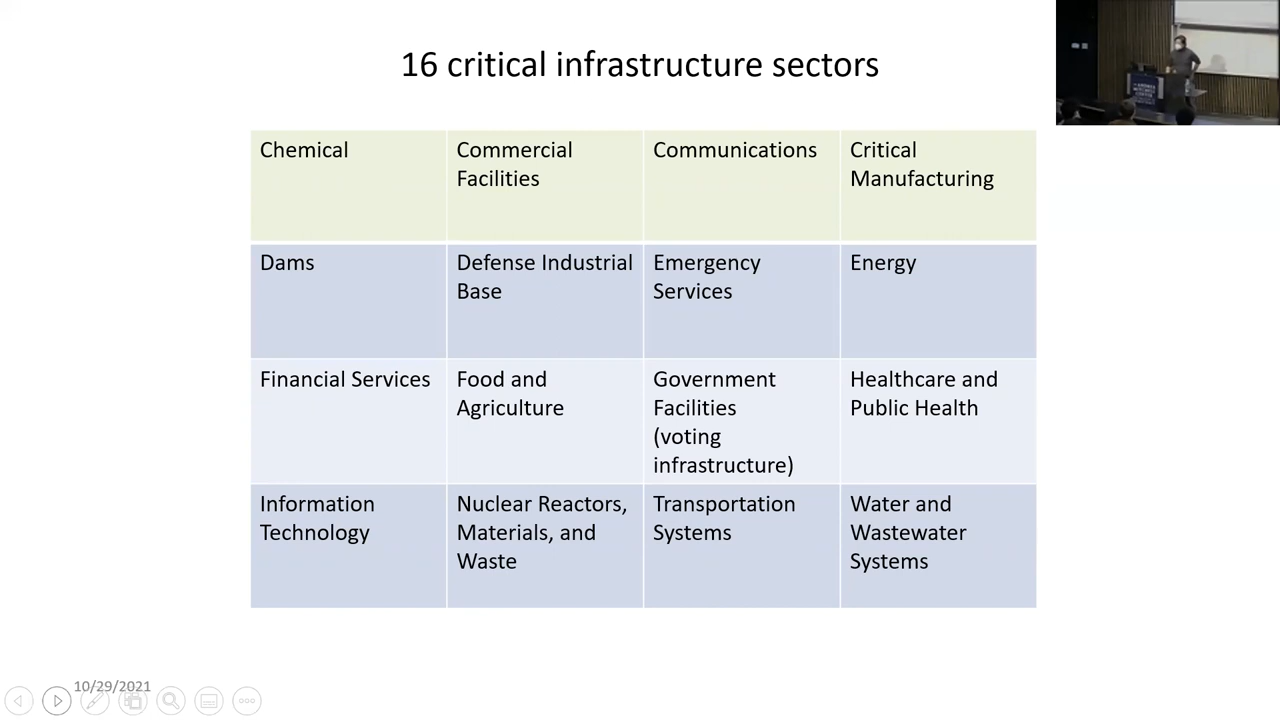 16 critical infrastructure sectors
Chemical
Commercial
Facilities
Communications
Critical
Manufacturing
Dams
Defense Industrial
Base
Emergency
Services
Energy
Financial Services
Food and
Agriculture
Government
Facilities
(voting
infrastructure)
Healthcare and
Public Health
Information
Technology
Nuclear Reactors,
Materials, and
Waste
Transportation
Systems
Water and
Wastewater
Systems
10/29/2021